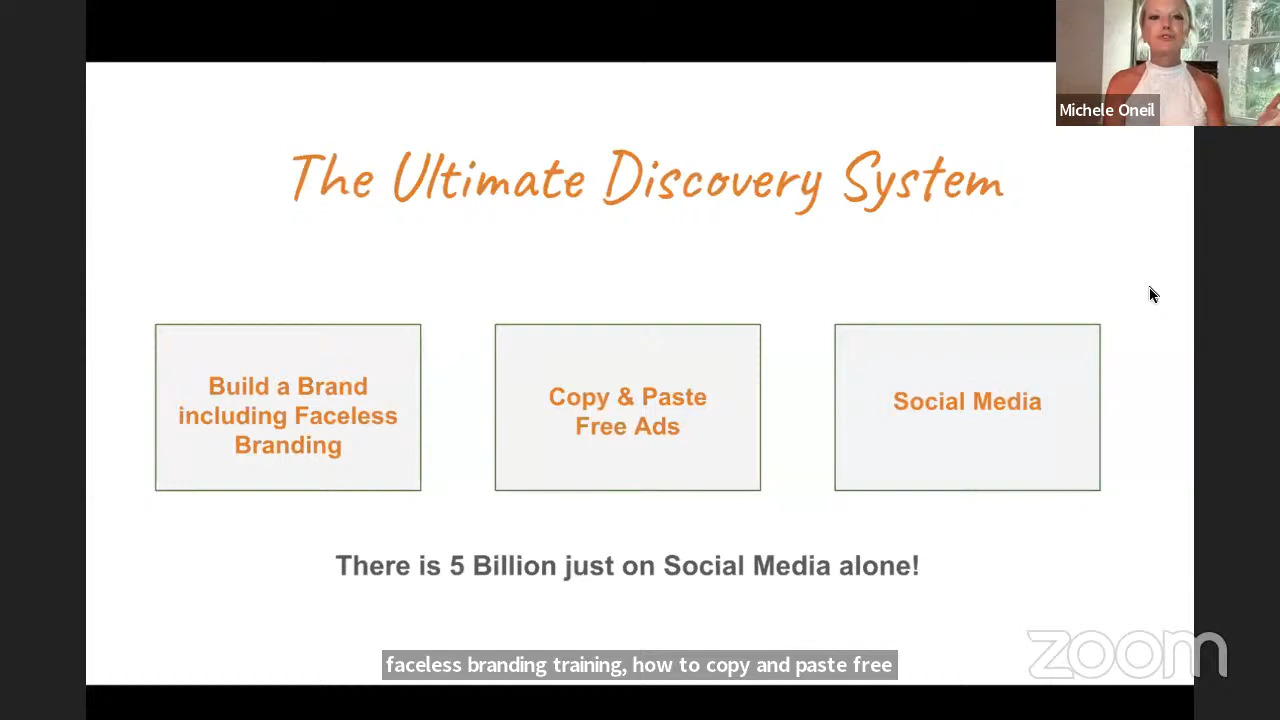 Michele Oneil
The Ultimate Discovery System
Build a Brand
including Faceless
Branding
Copy & Paste
Free Ads
Social Media
There is 5 Billion just on Social Media alone!
zoom
faceless branding training, how to copy and paste free